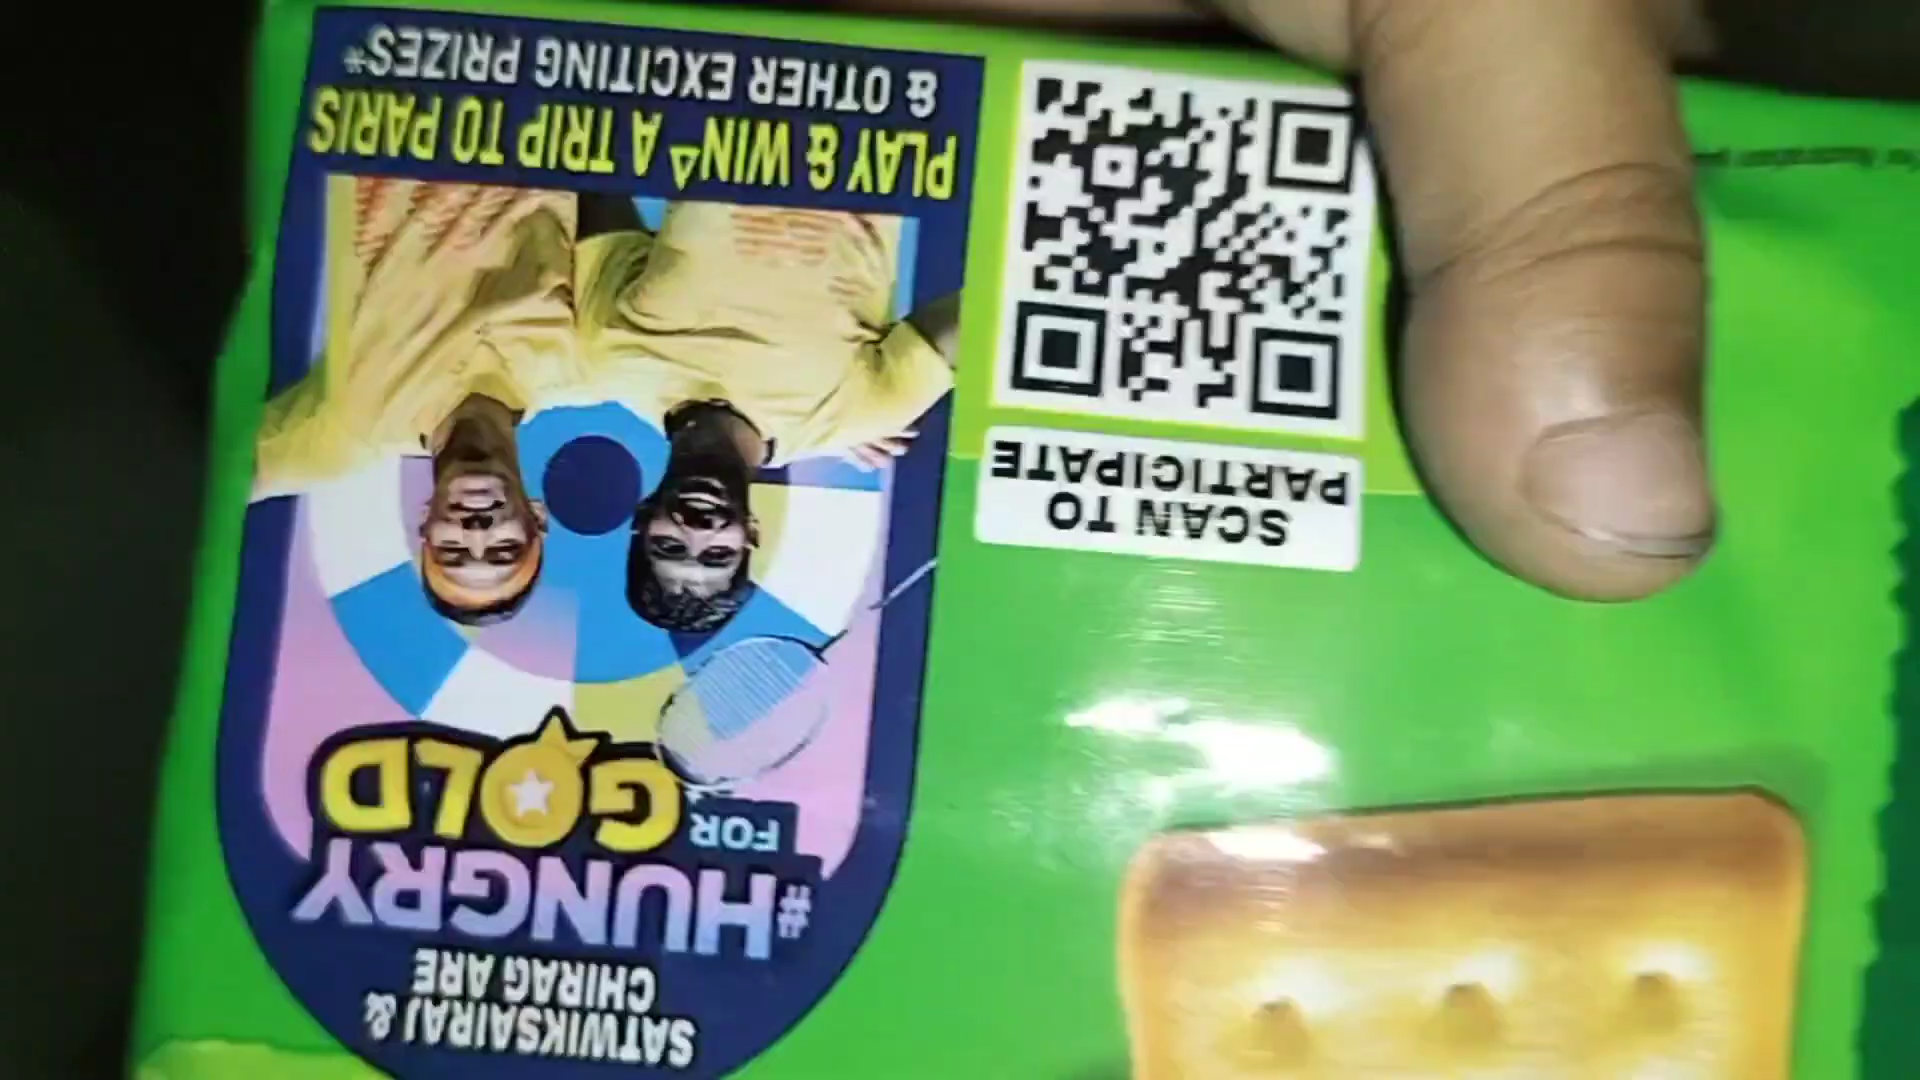 SATWIKSAIRAJ &
CHIRAG ARE
#HUNGRY
FOR GOLD
PLAY & WIN^ A TRIP TO PARIS
& OTHER EXCITING PRIZES*
SCAN TO
PARTICIPATE